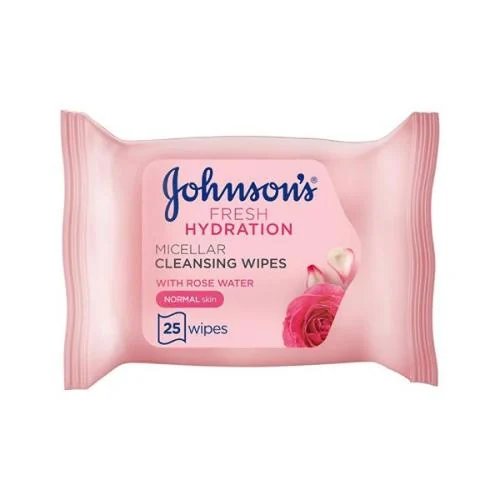 Johnson's
FRESH
HYDRATION
MICELLAR
CLEANSING WIPES
WITH ROSE WATER
NORMAL skin
25 wipes